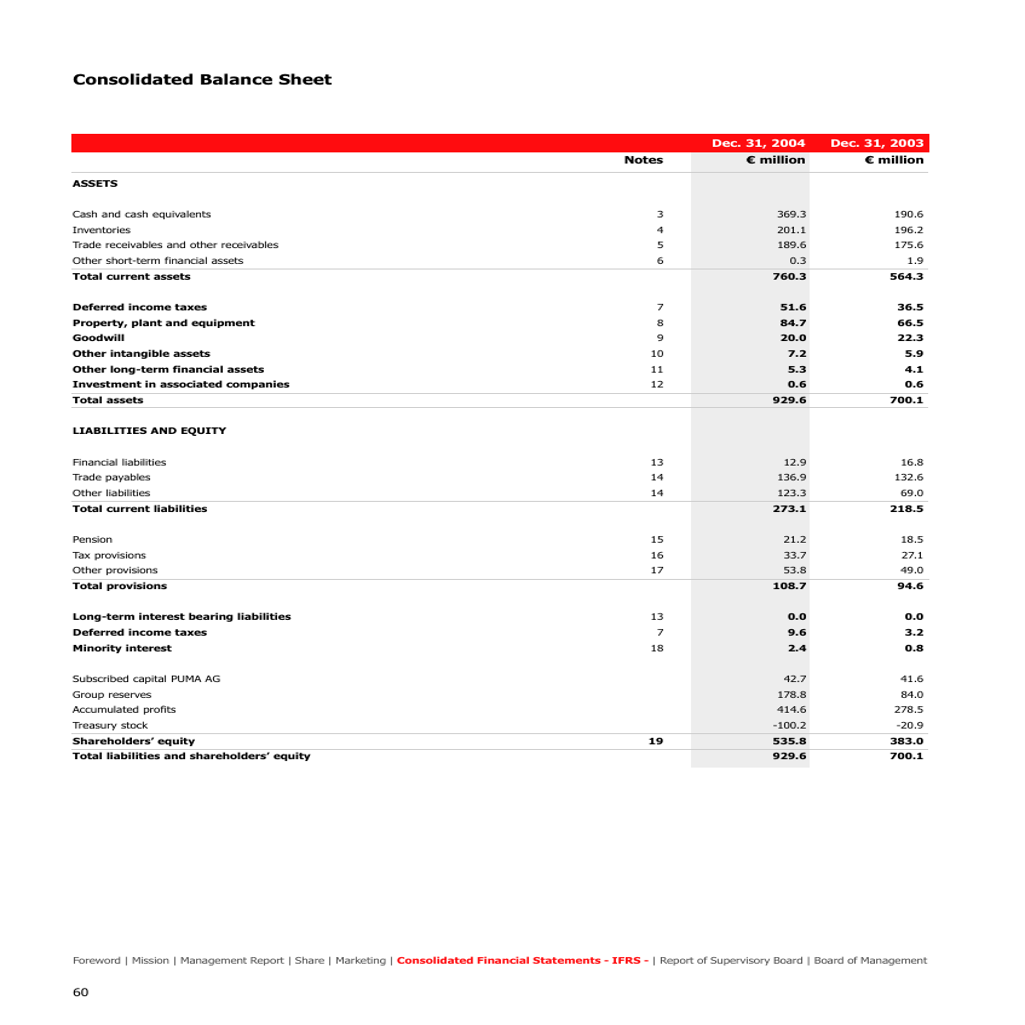 Consolidated Balance Sheet
Dec. 31, 2004 Dec. 31, 2003
Notes € million € million
ASSETS
Cash and cash equivalents 3 369.3 190.6
Inventories 4 201.1 196.2
Trade receivables and other receivables 5 189.6 175.6
Other short-term financial assets 6 0.3 1.9
Total current assets 760.3 564.3
Deferred income taxes 7 51.6 36.5
Property, plant and equipment 8 84.7 66.5
Goodwill 9 20.0 22.3
Other intangible assets 10 7.2 5.9
Other long-term financial assets 11 5.3 4.1
Investment in associated companies 12 0.6 0.6
Total assets 929.6 700.1
LIABILITIES AND EQUITY
Financial liabilities 13 12.9 16.8
Trade payables 14 136.9 132.6
Other liabilities 14 123.3 69.0
Total current liabilities 273.1 218.5
Pension 15 21.2 18.5
Tax provisions 16 33.7 27.1
Other provisions 17 53.8 49.0
Total provisions 108.7 94.6
Long-term interest bearing liabilities 13 0.0 0.0
Deferred income taxes 7 9.6 3.2
Minority interest 18 2.4 0.8
Subscribed capital PUMA AG 42.7 41.6
Group reserves 178.8 84.0
Accumulated profits 414.6 278.5
Treasury stock -100.2 -20.9
Shareholders’ equity 19 535.8 383.0
Total liabilities and shareholders’ equity 929.6 700.1
Foreword | Mission | Management Report | Share | Marketing | Consolidated Financial Statements - IFRS - | Report of Supervisory Board | Board of Management
60